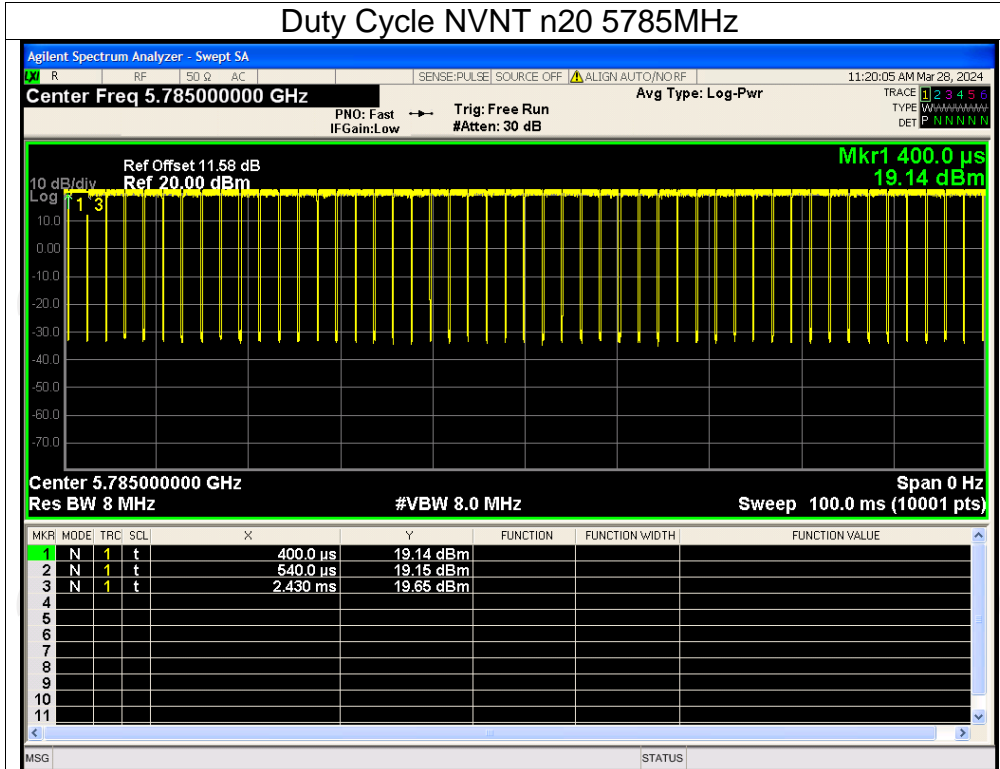 Duty Cycle NVNT n20 5785MHz
Agilent Spectrum Analyzer - Swept SA
LXI R RF 50 Ω AC SENSE:PULSE SOURCE OFF ALIGN AUTO/NO RF 11:20:05 AM Mar 28, 2024
Center Freq 5.785000000 GHz Avg Type: Log-Pwr TRACE 1 2 3 4 5 6
PNO: Fast Trig: Free Run TYPE WWWWWW
IFGain:Low #Atten: 30 dB DET P N N N N N
Mkr1 400.0 µs
19.14 dBm
Ref Offset 11.58 dB
10 dB/div Ref 20.00 dBm
Log
1 3
10.0
0.00
-10.0
-20.0
-30.0
-40.0
-50.0
-60.0
-70.0
Center 5.785000000 GHz Span 0 Hz
Res BW 8 MHz #VBW 8.0 MHz Sweep 100.0 ms (10001 pts)
MKR MODE TRC SCL X Y FUNCTION FUNCTION WIDTH FUNCTION VALUE
1 N 1 t 400.0 µs 19.14 dBm
2 N 1 t 540.0 µs 19.15 dBm
3 N 1 t 2.430 ms 19.65 dBm
4
5
6
7
8
9
10
11
MSG STATUS